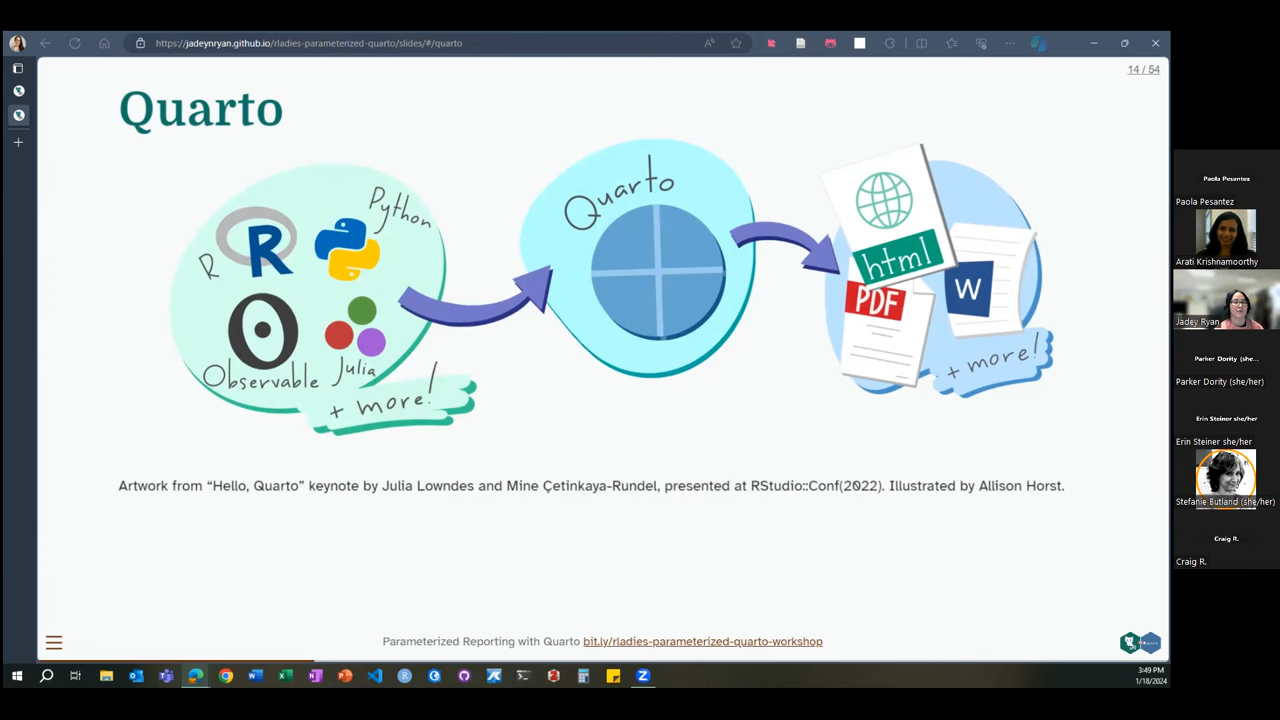 https://jadeynryan.github.io/rladies-parameterized-quarto/slides/#/quarto
14 / 54
Quarto
R
R
Python
Observable
Julia
+ more!
Quarto
html
PDF
W
+ more!
Artwork from “Hello, Quarto” keynote by Julia Lowndes and Mine Çetinkaya-Rundel, presented at RStudio::Conf(2022). Illustrated by Allison Horst.
Parameterized Reporting with Quarto bit.ly/rladies-parameterized-quarto-workshop
3:49 PM
1/18/2024
Paola Pesantez
Paola Pesantez
Arati Krishnamoorthy
Jadey Ryan
Parker Dority (she...
Parker Dority (she/her)
Erin Steiner she/her
Erin Steiner she/her
Stefanie Butland (she/her)
Craig R.
Craig R.